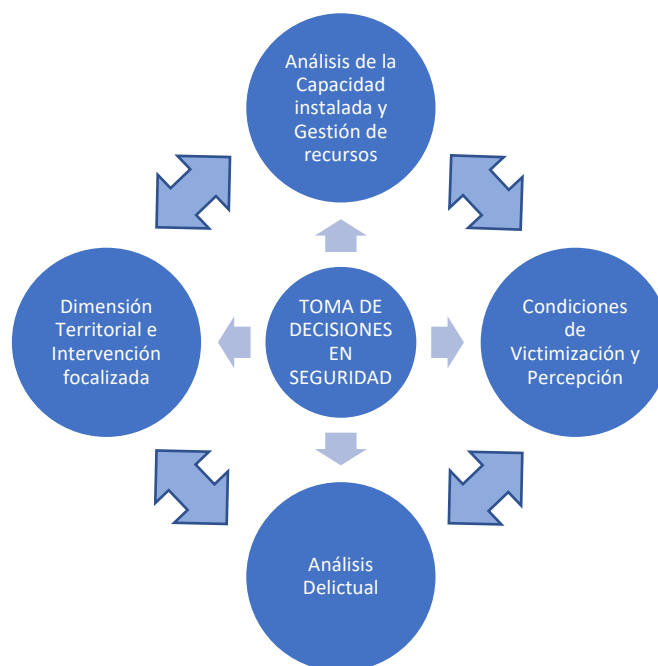 Análisis de la
Capacidad
instalada y
Gestión de
recursos
Dimensión
Territorial e
Intervención
focalizada
TOMA DE
DECISIONES
EN
SEGURIDAD
Condiciones
de
Victimización y
Percepción
Análisis
Delictual